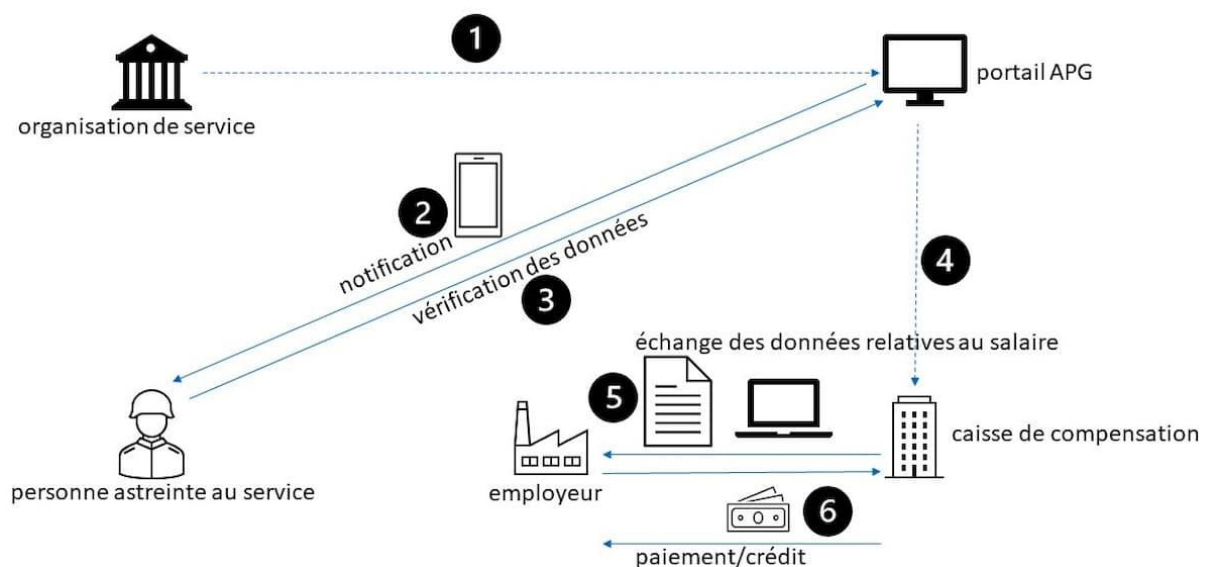 1
portail APG
organisation de service
2
notification
vérification des données
3
4
échange des données relatives au salaire
5
caisse de compensation
personne astreinte au service
employeur
6
paiement/crédit